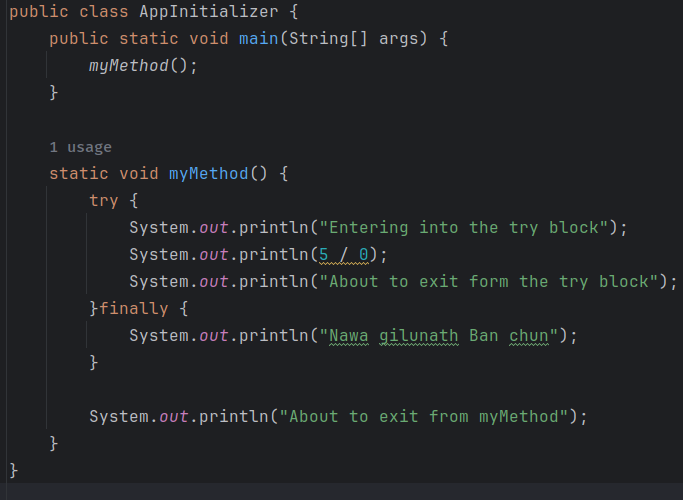 public class AppInitializer {
    public static void main(String[] args) {
        myMethod();
    }

    1 usage
    static void myMethod() {
        try {
            System.out.println("Entering into the try block");
            System.out.println(5 / 0);
            System.out.println("About to exit form the try block");
        }finally {
            System.out.println("Nawa gilunath Ban chun");
        }

        System.out.println("About to exit from myMethod");
    }
}